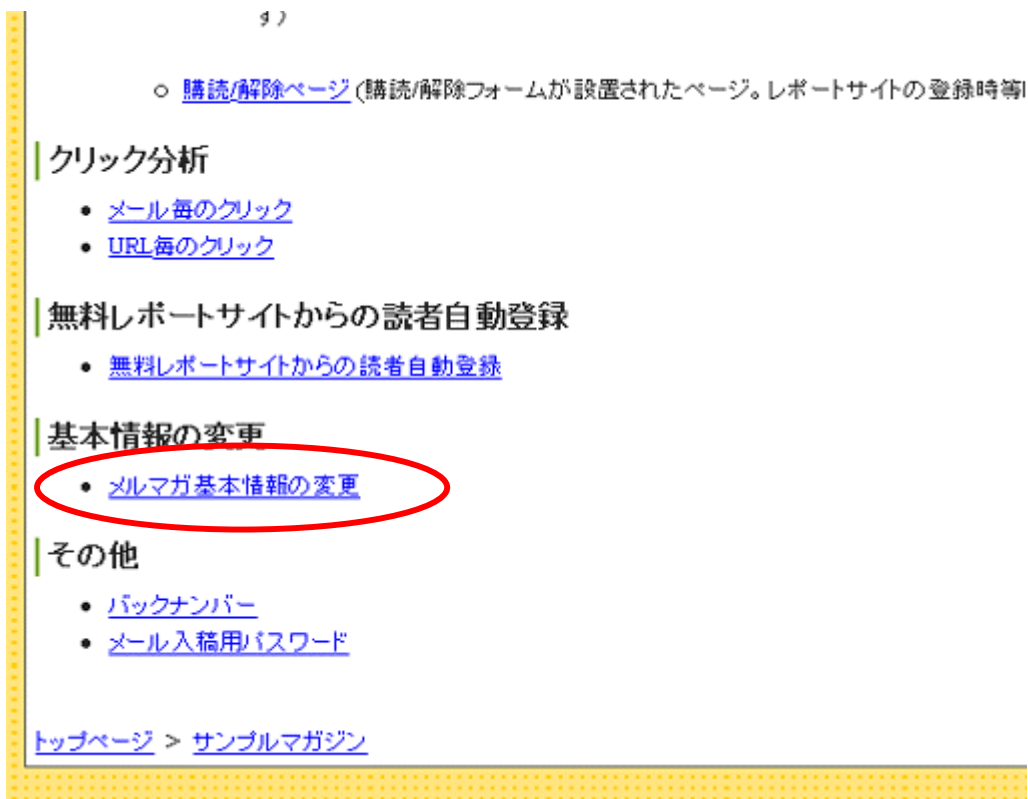 す）
購読/解除ページ (購読/解除フォームが設置されたページ。レポートサイトの登録時等
クリック分析
メール毎のクリック
URL毎のクリック
無料レポートサイトからの読者自動登録
無料レポートサイトからの読者自動登録
基本情報の変更
メルマガ基本情報の変更
その他
バックナンバー
メール入稿用パスワード
トップページ > サンプルマガジン